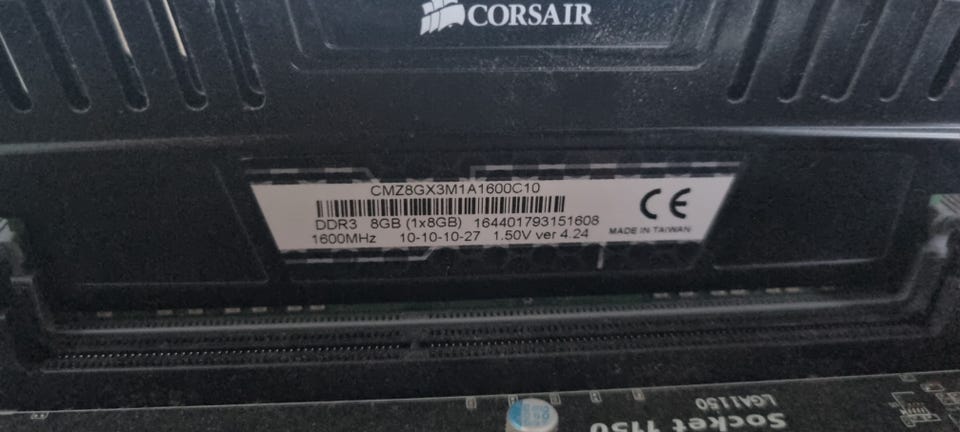 CORSAIR
CMZ8GX3M1A1600C10
DDR3 8GB (1x8GB) 164401793151608
1600MHz 10-10-10-27 1.50V ver 4.24
CE
MADE IN TAIWAN
LGA1150
Socket 1150